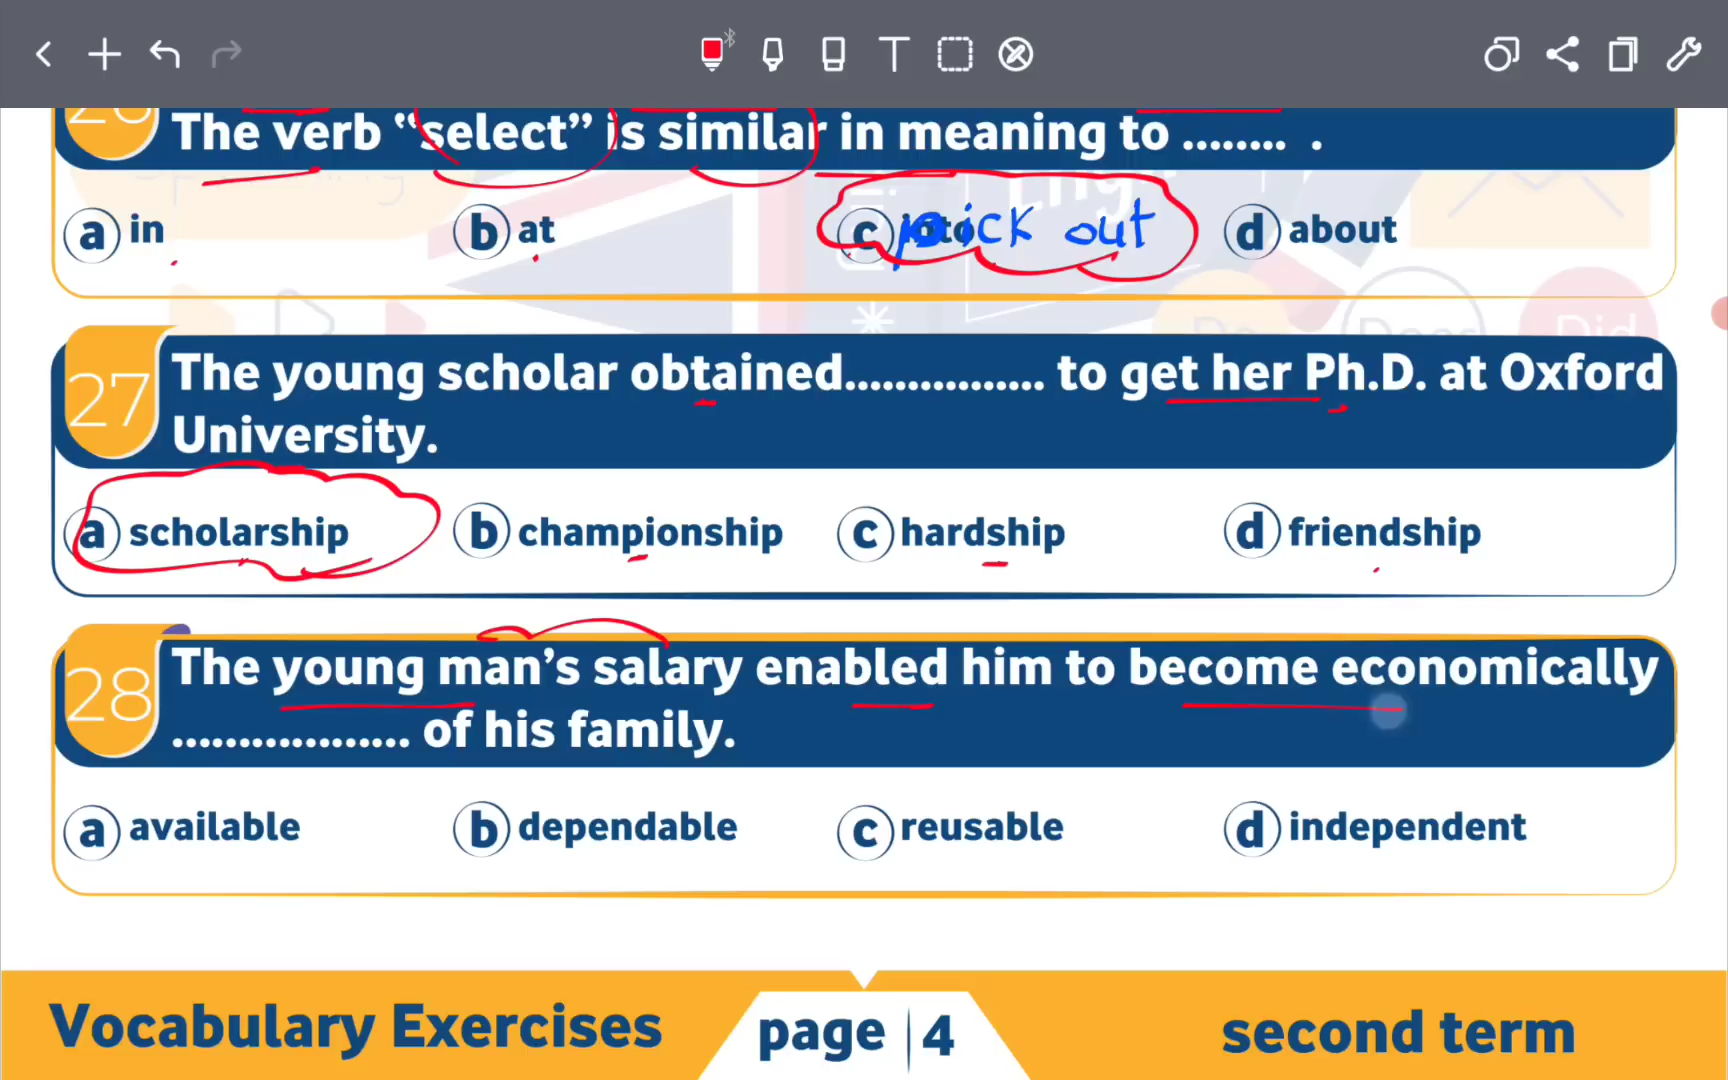 26
The verb “select” is similar in meaning to ........ .
a in b at c pick out d about
27
The young scholar obtained................ to get her Ph.D. at Oxford
University.
a scholarship b championship c hardship d friendship
28
The young man’s salary enabled him to become economically
................... of his family.
a available b dependable c reusable d independent
Vocabulary Exercises page | 4 second term